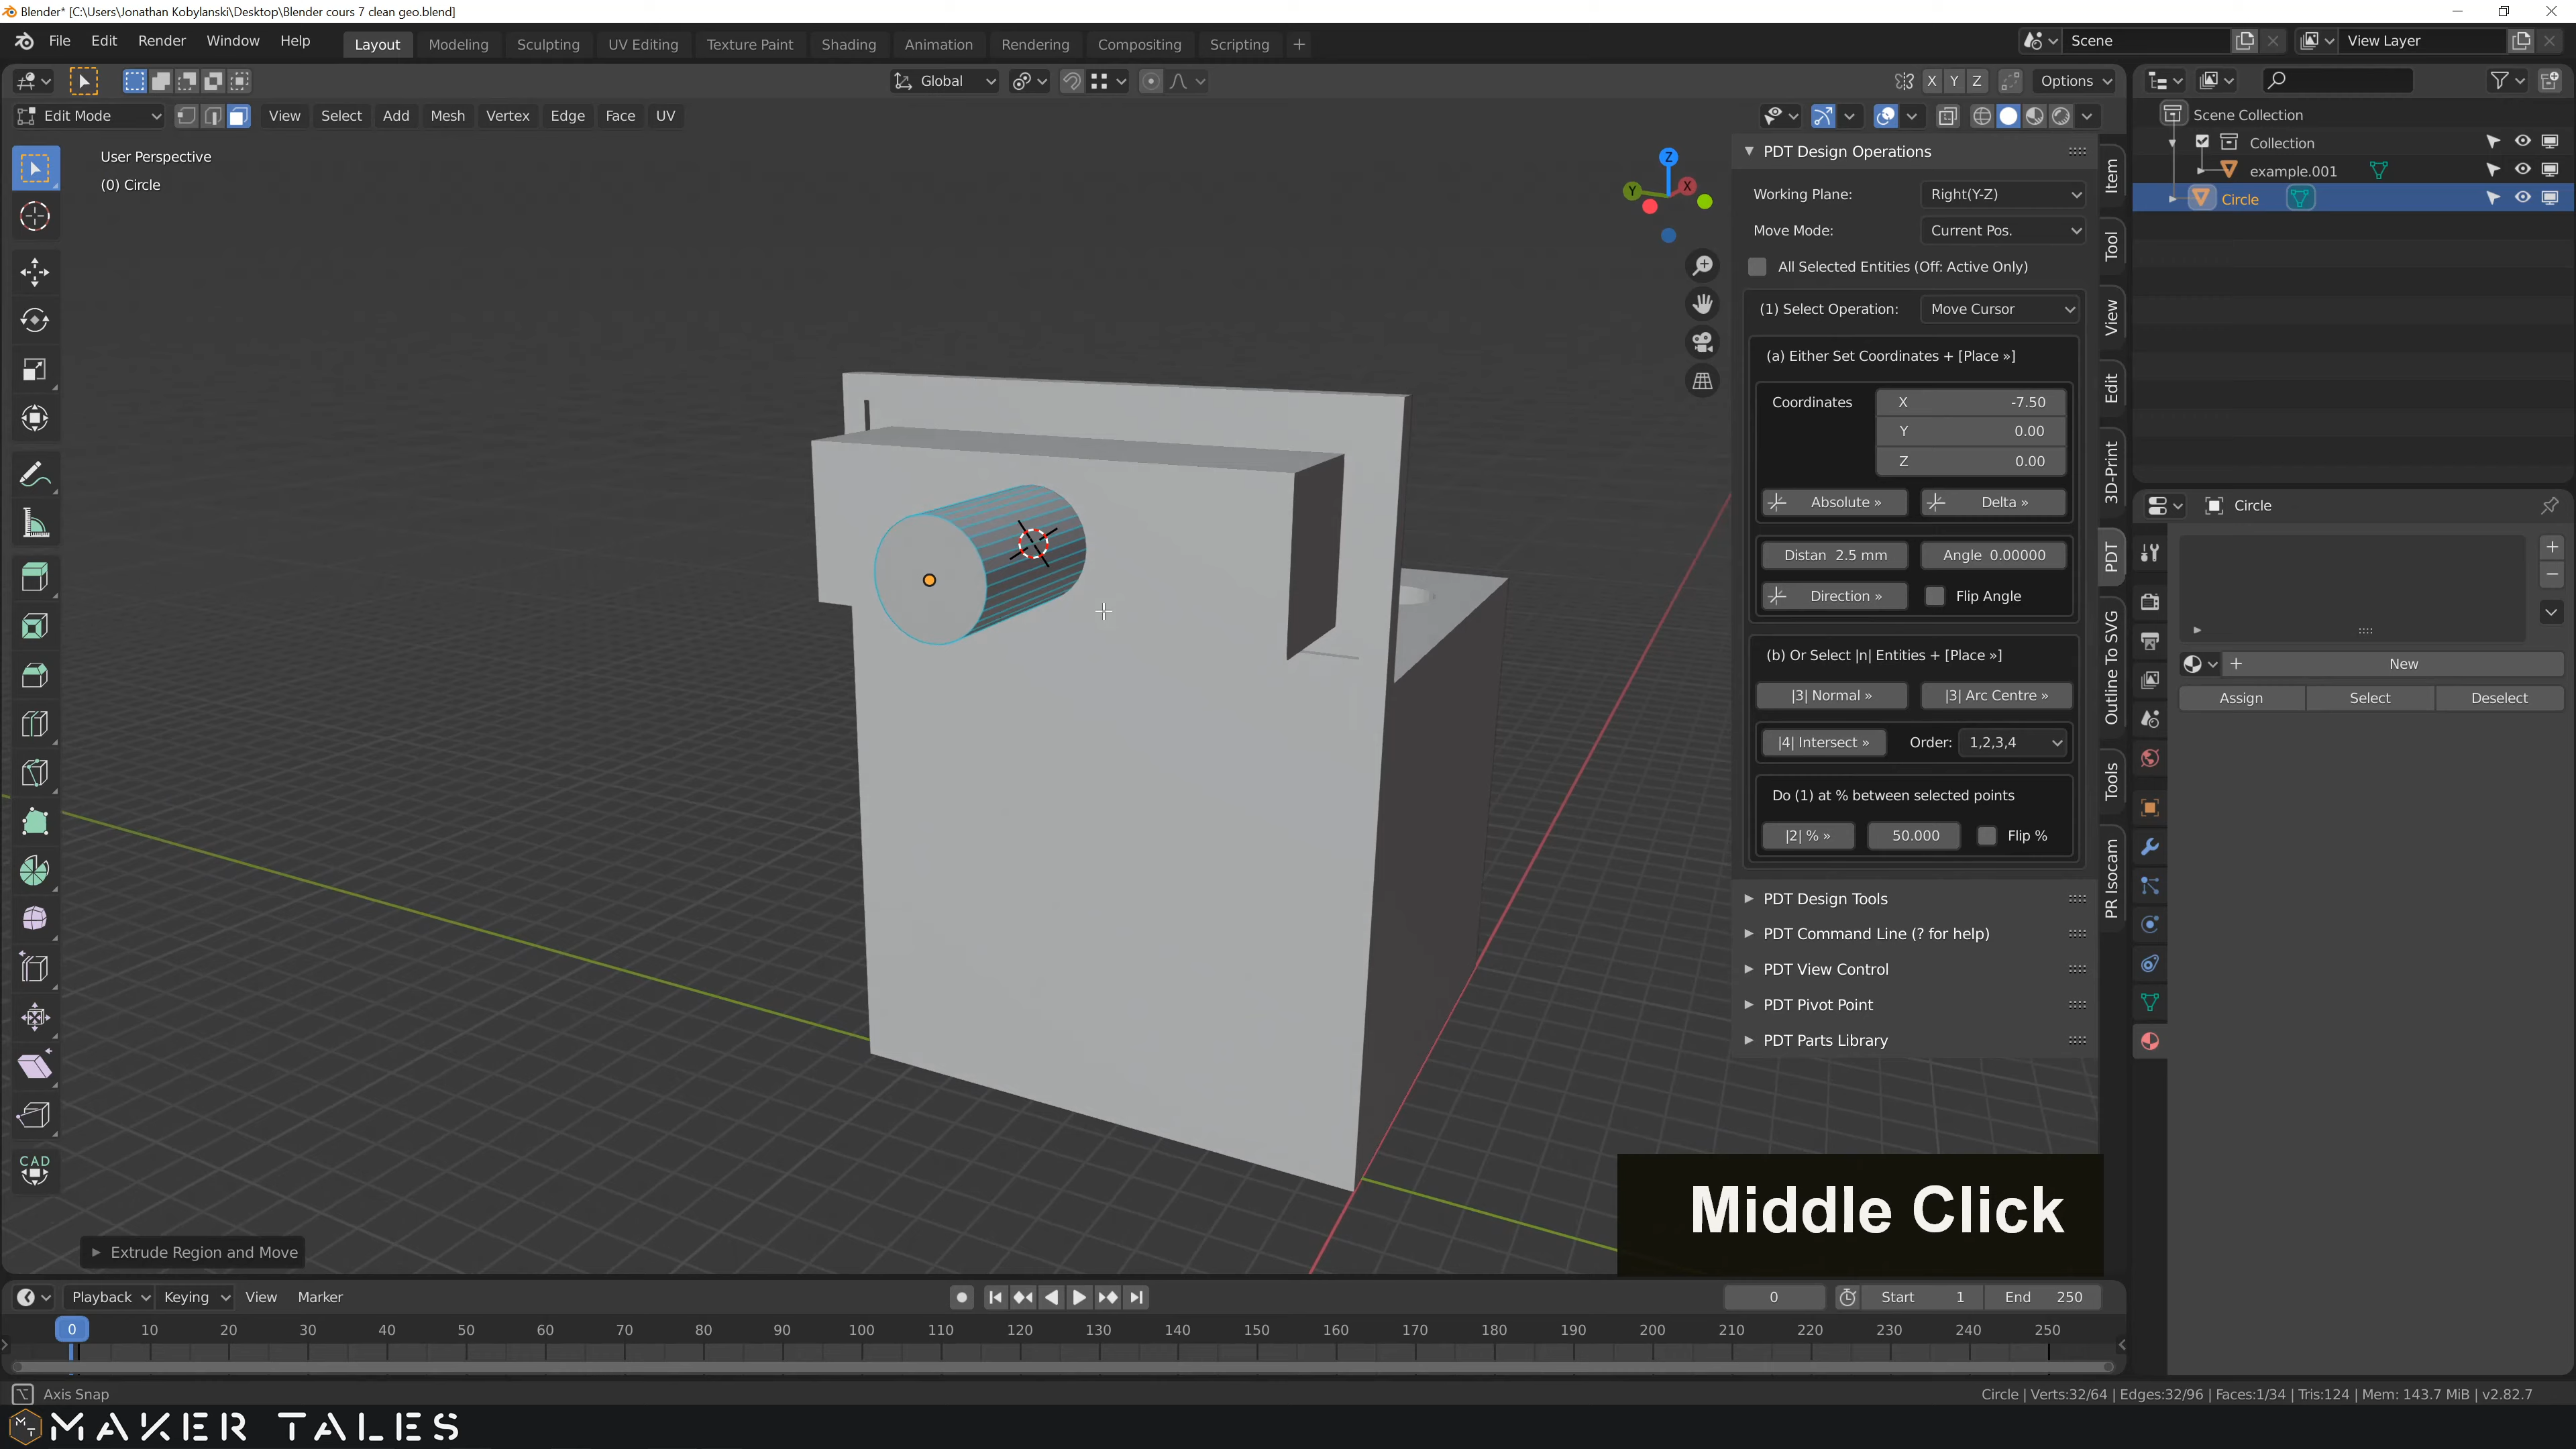 Blender* [C:\Users\Jonathan Kobylanski\Desktop\Blender cours 7 clean geo.blend]
File Edit Render Window Help
Layout Modeling Sculpting UV Editing Texture Paint Shading Animation Rendering Compositing Scripting +
Scene
View Layer
Global
X Y Z
Options
Edit Mode
View Select Add Mesh Vertex Edge Face UV
User Perspective
(0) Circle
Z
Y
X
CAD
Extrude Region and Move
PDT Design Operations
Working Plane: Right(Y-Z)
Move Mode: Current Pos.
All Selected Entities (Off: Active Only)
(1) Select Operation: Move Cursor
(a) Either Set Coordinates + [Place »]
Coordinates X -7.50
Y 0.00
Z 0.00
Absolute » Delta »
Distan 2.5 mm Angle 0.00000
Direction » Flip Angle
(b) Or Select |n| Entities + [Place »]
|3| Normal » |3| Arc Centre »
|4| Intersect » Order: 1,2,3,4
Do (1) at % between selected points
|2| % » 50.000 Flip %
PDT Design Tools
PDT Command Line (? for help)
PDT View Control
PDT Pivot Point
PDT Parts Library
Item
Tool
View
Edit
3D-Print
PDT
Outline To SVG
Tools
PR Isocam
Scene Collection
Collection
example.001
Circle
Circle
New
Assign Select Deselect
Middle Click
Playback Keying View Marker
0 Start 1 End 250
0 10 20 30 40 50 60 70 80 90 100 110 120 130 140 150 160 170 180 190 200 210 220 230 240 250
Axis Snap
Circle | Verts:32/64 | Edges:32/96 | Faces:1/34 | Tris:124 | Mem: 143.7 MiB | v2.82.7
MT MAKER TALES